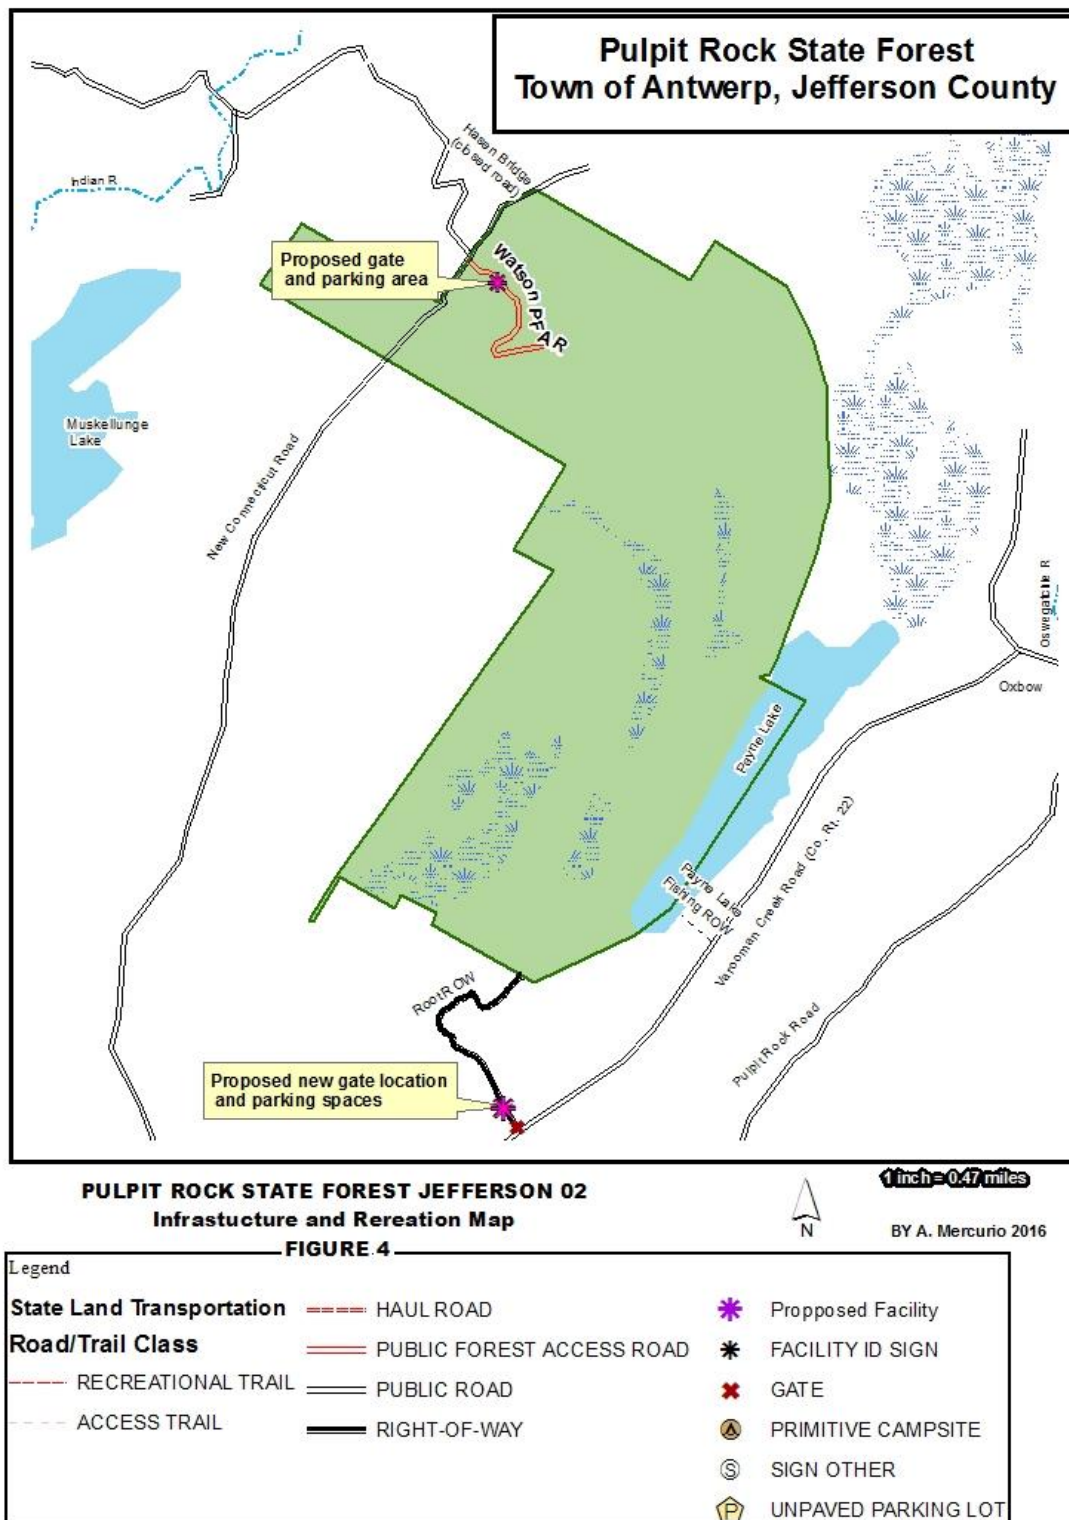 Pulpit Rock State Forest
Town of Antwerp, Jefferson County
Hasen Bridge
(closed road)
Indian R
Proposed gate
and parking area
Watson PFAR
Muskellunge
Lake
New Connecticut Road
Oswegatchie R
Oxbow
Payne Lake
Payne Lake
Fishing ROW
Varooman Creek Road (Co. Rt. 22)
Root ROW
Pulpit Rock Road
Proposed new gate location
and parking spaces
PULPIT ROCK STATE FOREST JEFFERSON 02
Infrastucture and Rereation Map
FIGURE 4
1 inch = 0.47 miles
N
BY A. Mercurio 2016
Legend
State Land Transportation
Road/Trail Class
RECREATIONAL TRAIL
ACCESS TRAIL
HAUL ROAD
PUBLIC FOREST ACCESS ROAD
PUBLIC ROAD
RIGHT-OF-WAY
Propposed Facility
FACILITY ID SIGN
GATE
PRIMITIVE CAMPSITE
S SIGN OTHER
P UNPAVED PARKING LOT